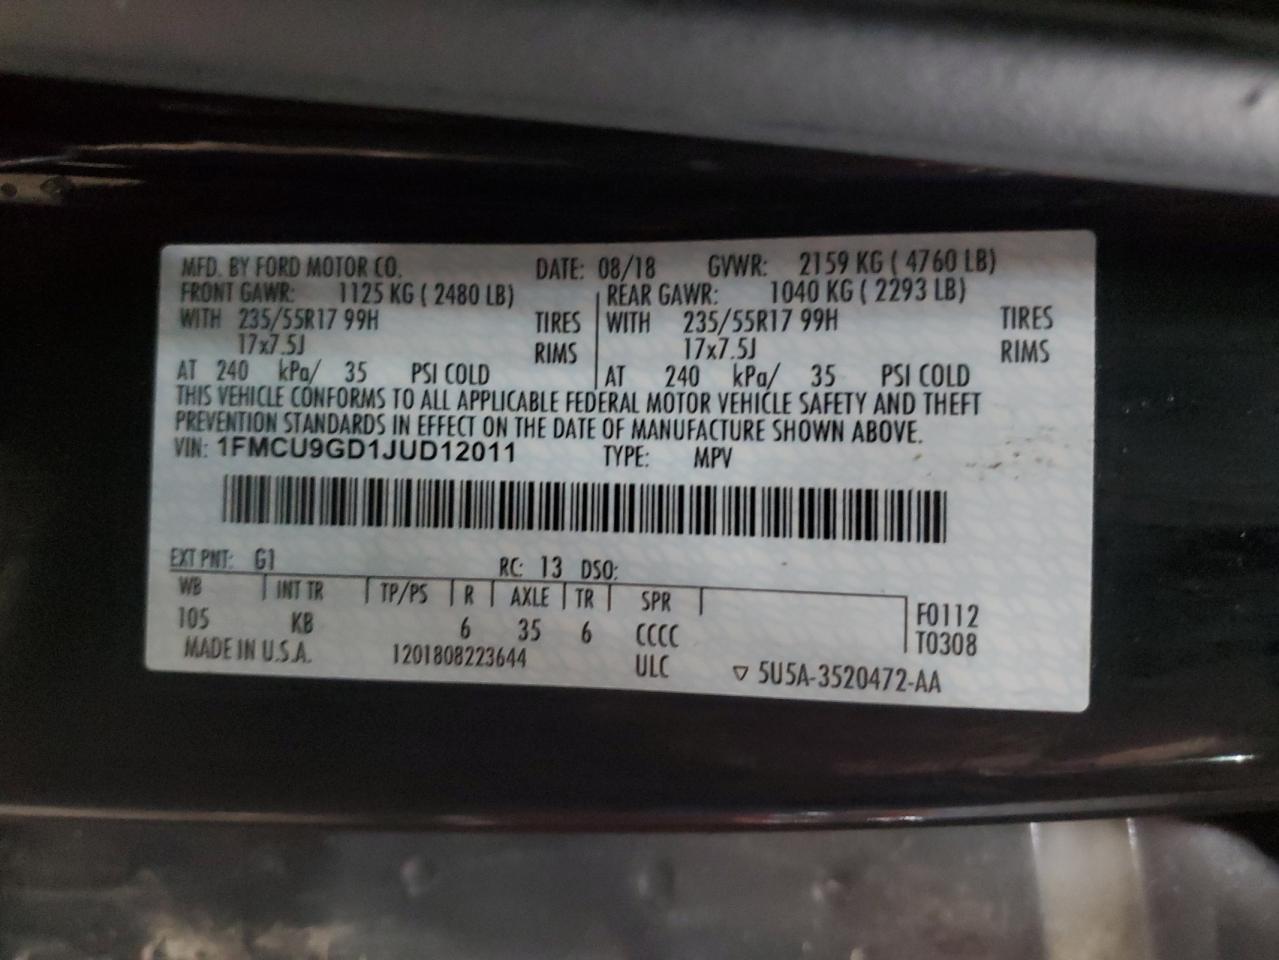 MFD. BY FORD MOTOR CO. DATE: 08/18 GVWR: 2159 KG ( 4760 LB)
FRONT GAWR: 1125 KG ( 2480 LB) REAR GAWR: 1040 KG ( 2293 LB)
WITH 235/55R17 99H TIRES WITH 235/55R17 99H TIRES
17x7.5J RIMS 17x7.5J RIMS
AT 240 kPa/ 35 PSI COLD AT 240 kPa/ 35 PSI COLD
THIS VEHICLE CONFORMS TO ALL APPLICABLE FEDERAL MOTOR VEHICLE SAFETY AND THEFT
PREVENTION STANDARDS IN EFFECT ON THE DATE OF MANUFACTURE SHOWN ABOVE.
VIN: 1FMCU9GD1JUD12011 TYPE: MPV
EXT PNT: G1 RC: 13 DSO:
WB INT TR TP/PS R AXLE TR SPR F0112
105 KB 6 35 6 CCCC T0308
MADE IN U.S.A. 1201808223644 ULC ▽ 5U5A-3520472-AA